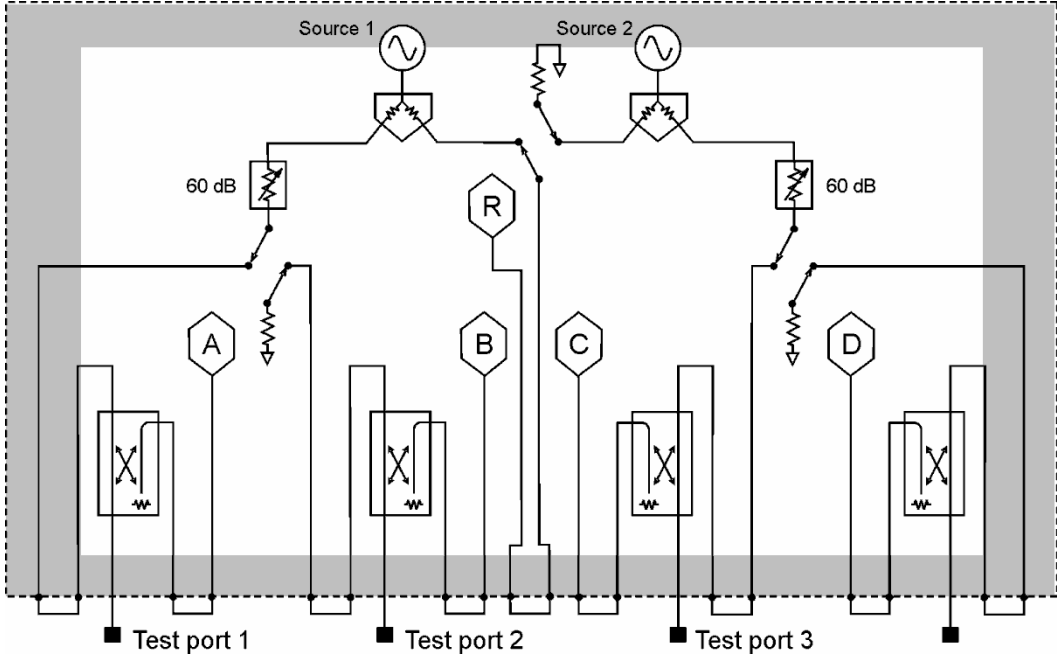 Source 1
Source 2
60 dB
60 dB
R
A
B
C
D
Test port 1
Test port 2
Test port 3